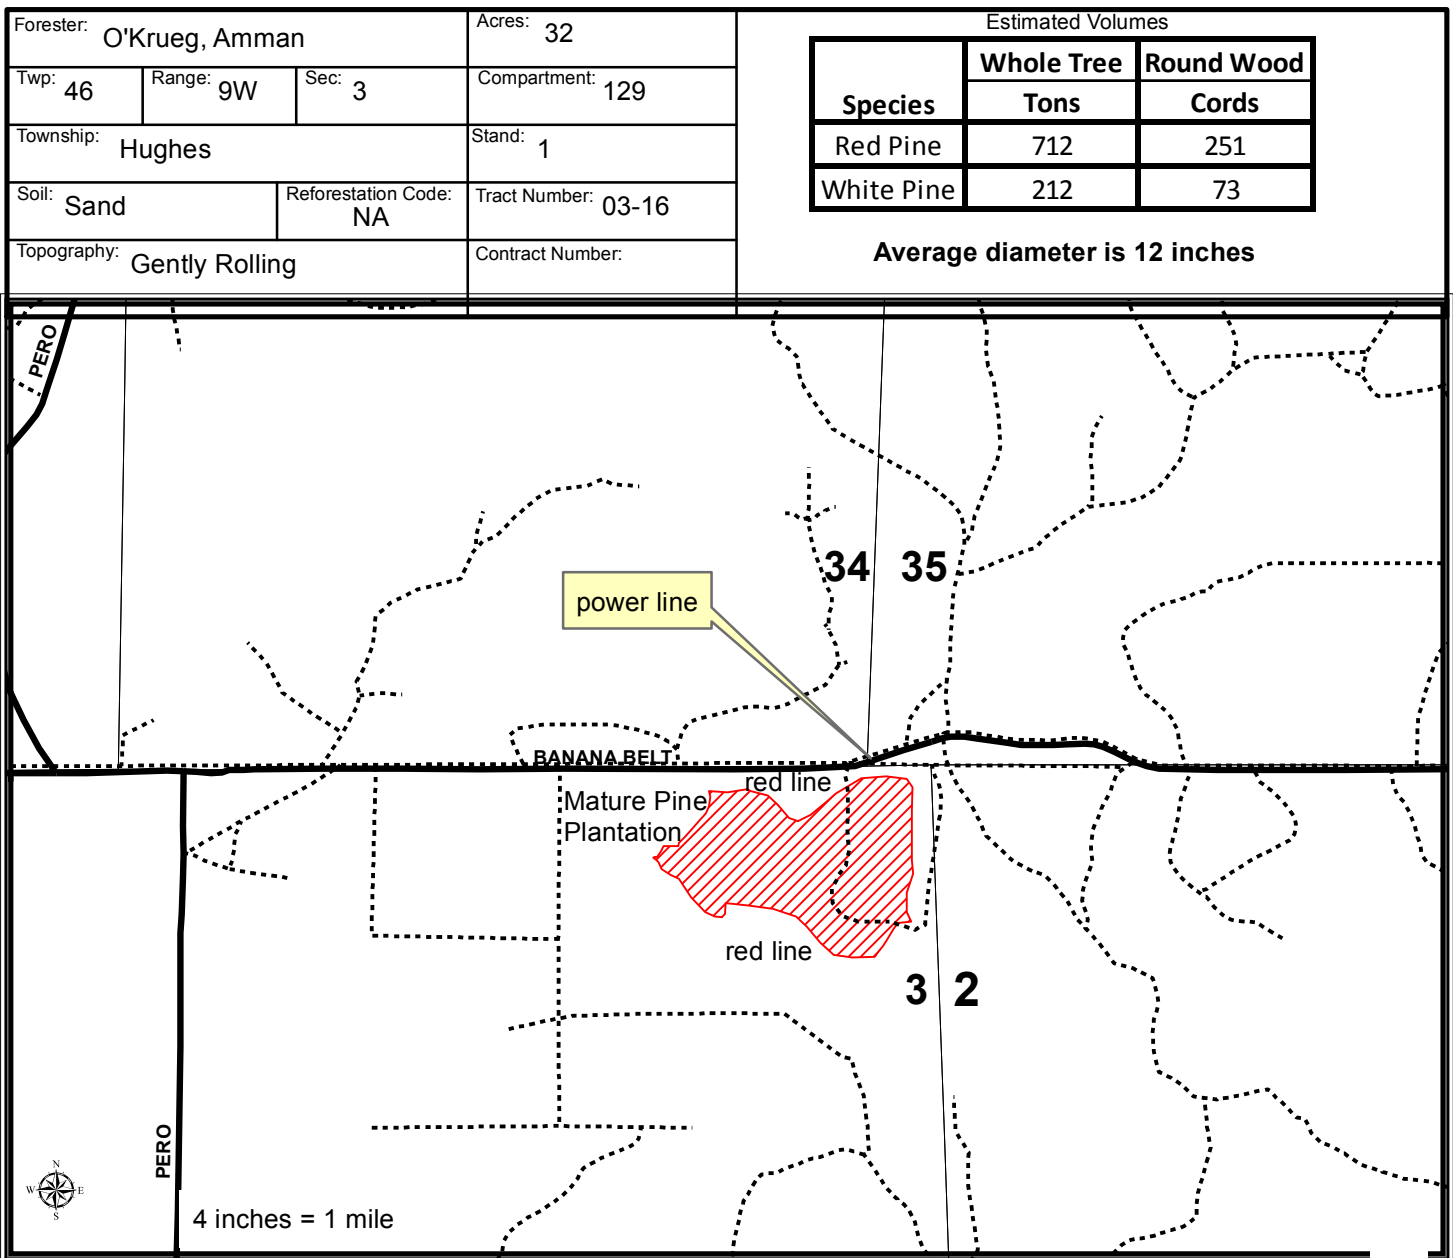 Forester: O'Krueg, Amman
Acres: 32
Twp: 46
Range: 9W
Sec: 3
Compartment: 129
Township: Hughes
Stand: 1
Soil: Sand
Reforestation Code: NA
Tract Number: 03-16
Topography: Gently Rolling
Contract Number:
Estimated Volumes
Whole Tree Round Wood
Species Tons Cords
Red Pine 712 251
White Pine 212 73
Average diameter is 12 inches
PERO
34 35
power line
BANANA BELT
red line
Mature Pine
Plantation
red line
3 2
PERO
N
W E
S
4 inches = 1 mile